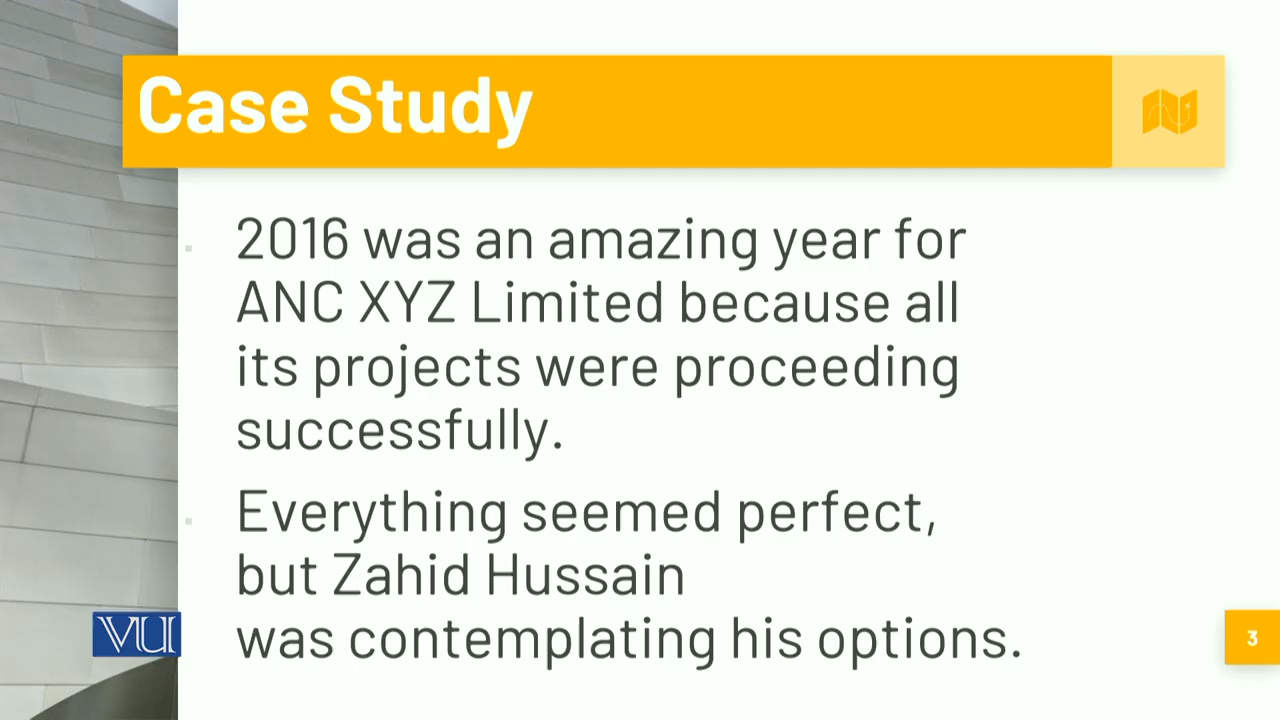 Case Study
2016 was an amazing year for
ANC XYZ Limited because all
its projects were proceeding
successfully.
Everything seemed perfect,
but Zahid Hussain
was contemplating his options.
VU
3